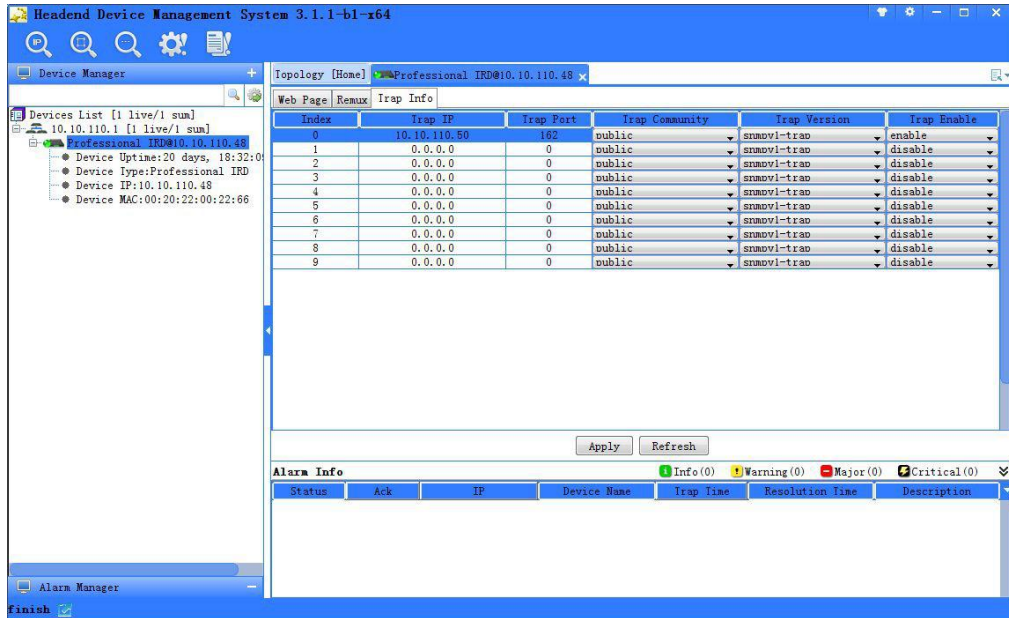 Headend Device Management System 3.1.1-b1-x64
IP
Device Manager
Topology [Home] Professional IRD@10.10.110.48
Web Page Remux Trap Info
Devices List [1 live/1 sum]
10.10.110.1 [1 live/1 sum]
Professional IRD@10.10.110.48
Device Uptime:20 days, 18:32:0
Device Type:Professional IRD
Device IP:10.10.110.48
Device MAC:00:20:22:00:22:66
Index Trap IP Trap Port Trap Community Trap Version Trap Enable
0 10.10.110.50 162 public snmpv1-trap enable
1 0.0.0.0 0 public snmpv1-trap disable
2 0.0.0.0 0 public snmpv1-trap disable
3 0.0.0.0 0 public snmpv1-trap disable
4 0.0.0.0 0 public snmpv1-trap disable
5 0.0.0.0 0 public snmpv1-trap disable
6 0.0.0.0 0 public snmpv1-trap disable
7 0.0.0.0 0 public snmpv1-trap disable
8 0.0.0.0 0 public snmpv1-trap disable
9 0.0.0.0 0 public snmpv1-trap disable
Apply Refresh
Alarm Info Info(0) Warning(0) Major(0) Critical(0)
Status Ack IP Device Name Trap Time Resolution Time Description
Alarm Manager
finish